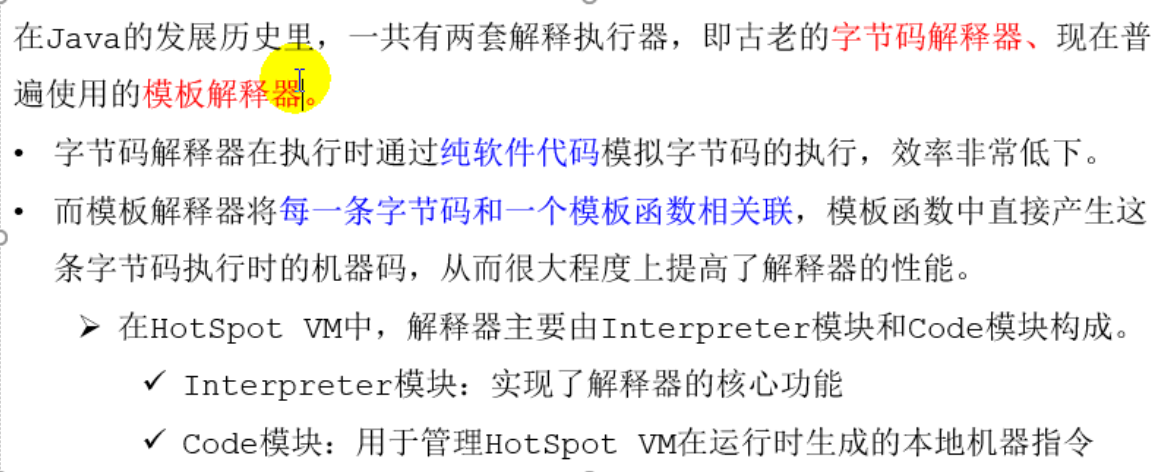 在Java的发展历史里，一共有两套解释执行器，即古老的字节码解释器、现在普
遍使用的模板解释器。
• 字节码解释器在执行时通过纯软件代码模拟字节码的执行，效率非常低下。
• 而模板解释器将每一条字节码和一个模板函数相关联，模板函数中直接产生这
条字节码执行时的机器码，从而很大程度上提高了解释器的性能。
➢ 在HotSpot VM中，解释器主要由Interpreter模块和Code模块构成。
✓ Interpreter模块：实现了解释器的核心功能
✓ Code模块：用于管理HotSpot VM在运行时生成的本地机器指令